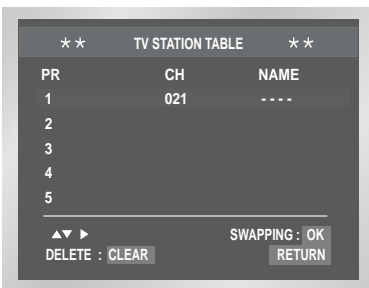 ** TV STATION TABLE **
PR CH NAME
1 021 ----
2
3
4
5
▲▼ ▶ SWAPPING : OK
DELETE : CLEAR RETURN